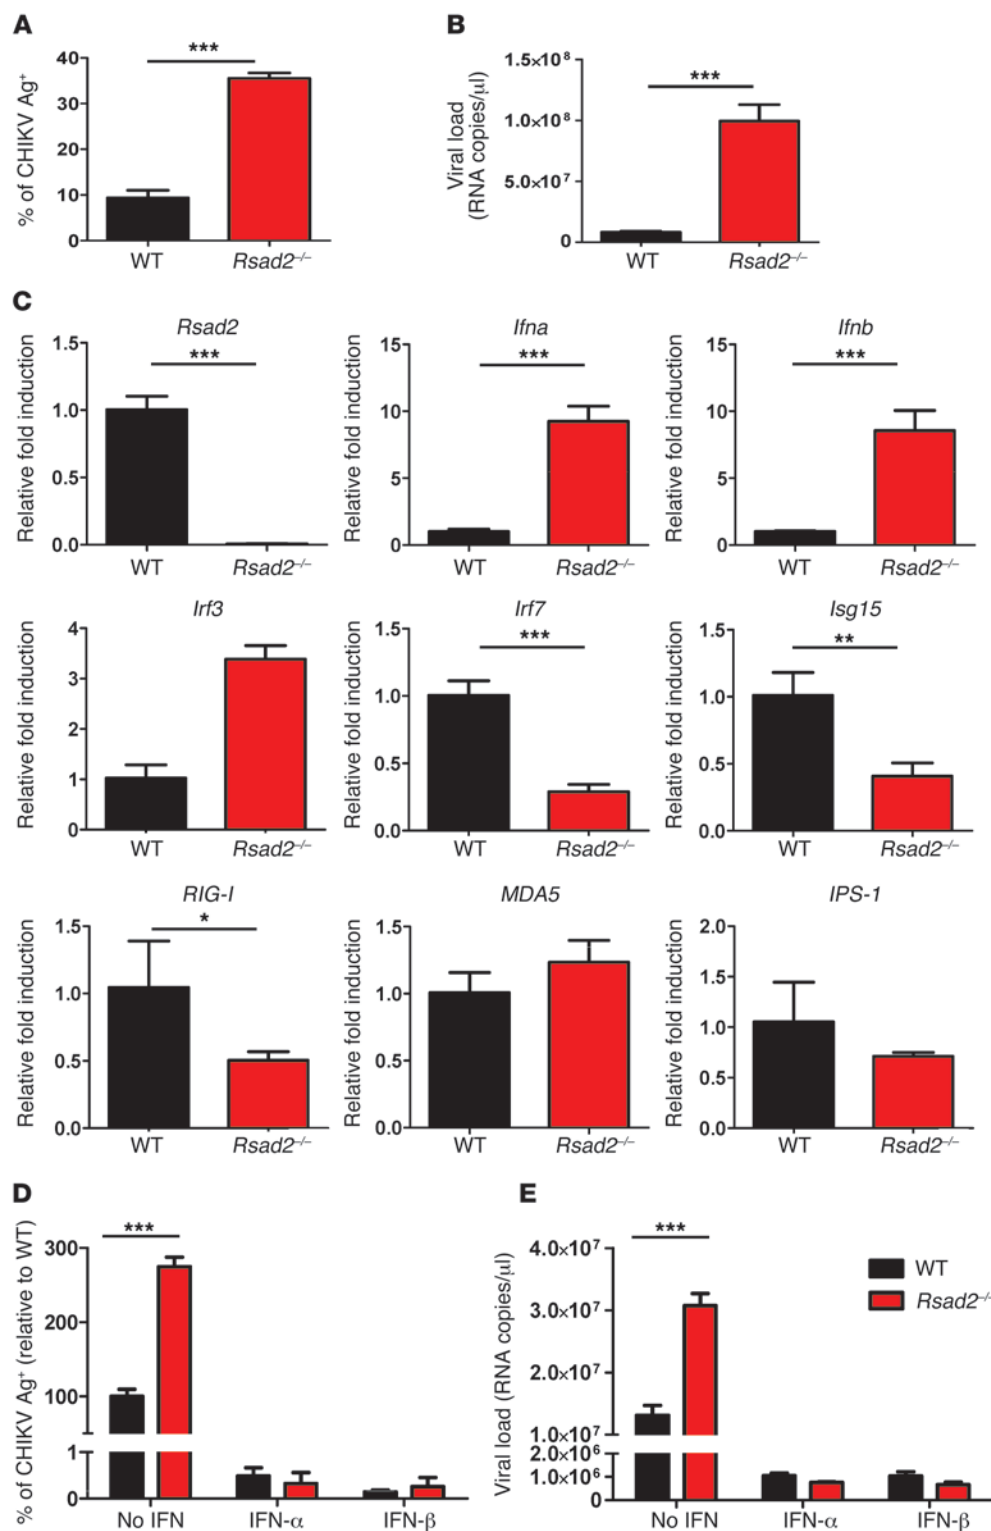 A
% of CHIKV Ag⁺
40
30
20
10
0
***
WT
Rsad2⁻/⁻
B
Viral load
(RNA copies/µl)
1.5×10⁸
1.0×10⁸
5.0×10⁷
0
***
WT
Rsad2⁻/⁻
C
Rsad2
Relative fold induction
1.5
1.0
0.5
0.0
***
WT
Rsad2⁻/⁻
Ifna
Relative fold induction
15
10
5
0
***
WT
Rsad2⁻/⁻
Ifnb
Relative fold induction
15
10
5
0
***
WT
Rsad2⁻/⁻
Irf3
Relative fold induction
4
3
2
1
0
WT
Rsad2⁻/⁻
Irf7
Relative fold induction
1.5
1.0
0.5
0.0
***
WT
Rsad2⁻/⁻
Isg15
Relative fold induction
1.5
1.0
0.5
0.0
**
WT
Rsad2⁻/⁻
RIG-I
Relative fold induction
1.5
1.0
0.5
0.0
*
WT
Rsad2⁻/⁻
MDA5
Relative fold induction
1.5
1.0
0.5
0.0
WT
Rsad2⁻/⁻
IPS-1
Relative fold induction
2.0
1.5
1.0
0.5
0.0
WT
Rsad2⁻/⁻
D
% of CHIKV Ag⁺ (relative to WT)
300
200
100
1
0
***
No IFN
IFN-α
IFN-β
E
Viral load (RNA copies/µl)
4.0×10⁷
3.0×10⁷
2.0×10⁷
1.0×10⁷
2.0×10⁶
1.0×10⁶
0
***
No IFN
IFN-α
IFN-β
WT
Rsad2⁻/⁻